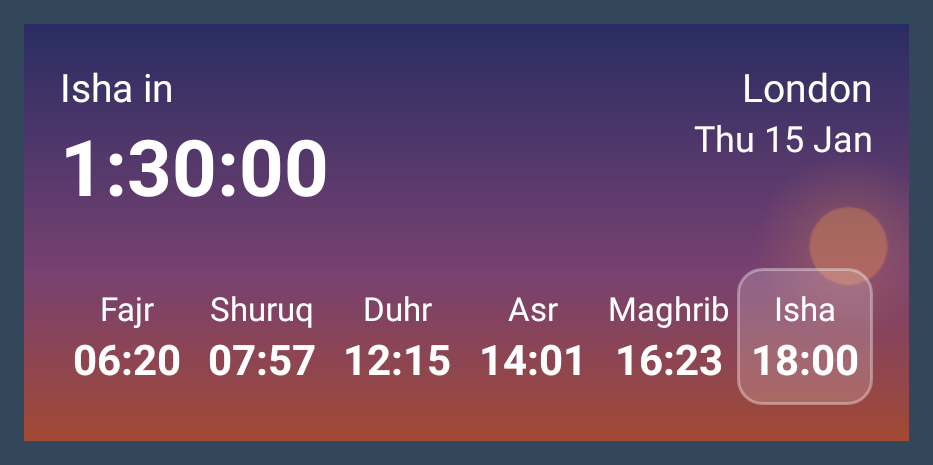 Isha in
1:30:00
London
Thu 15 Jan
Fajr Shuruq Duhr Asr Maghrib Isha
06:20 07:57 12:15 14:01 16:23 18:00